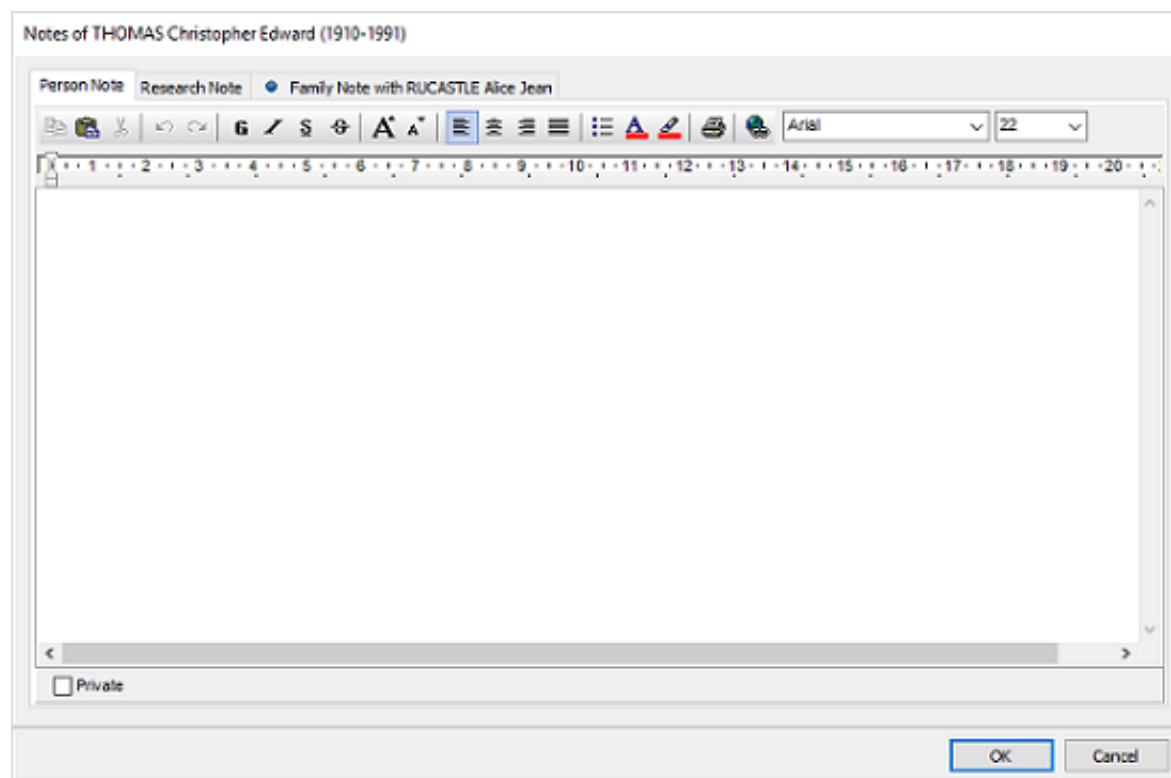 Notes of THOMAS Christopher Edward (1910-1991)
Person Note Research Note Family Note with RUCASTLE Alice Jean
G I S S A A A Arial 22
1 2 3 4 5 6 7 8 9 10 11 12 13 14 15 16 17 18 19 20
Private
OK Cancel